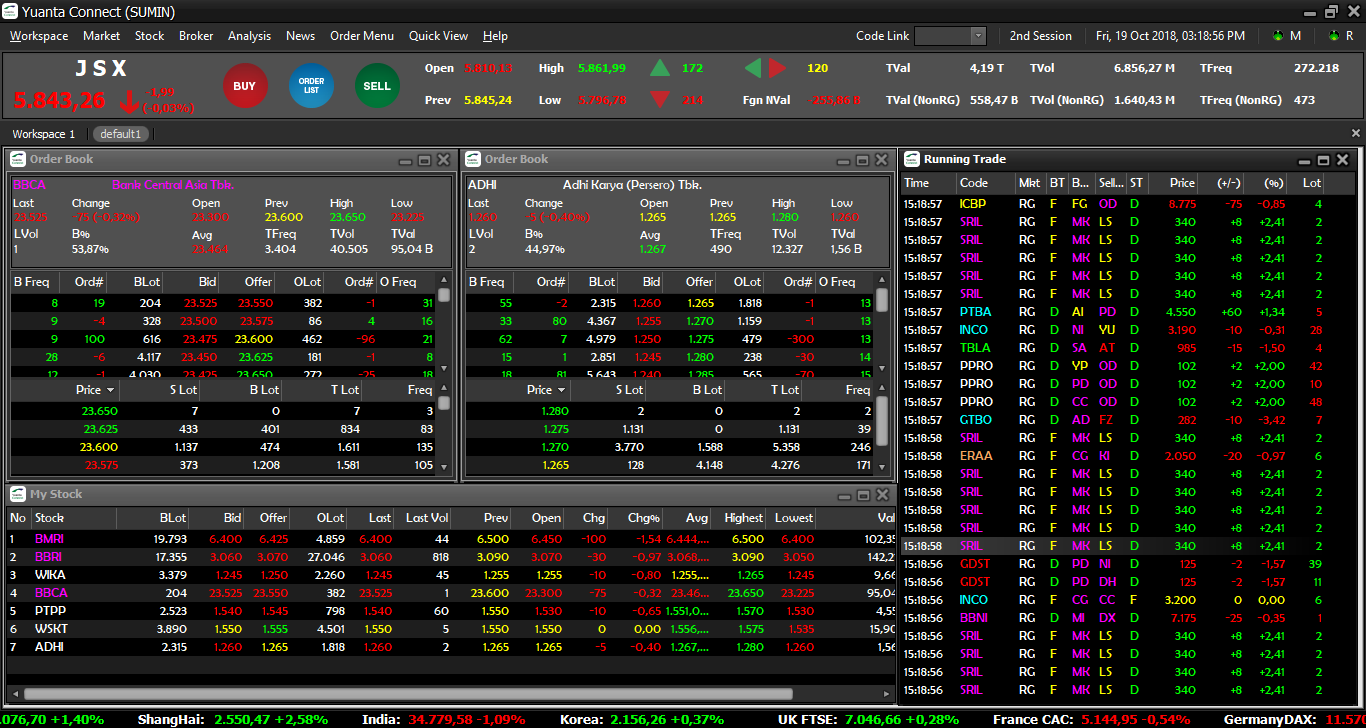 Yuanta Connect (SUMIN)
Workspace Market Stock Broker Analysis News Order Menu Quick View Help Code Link 2nd Session Fri, 19 Oct 2018, 03:18:56 PM M R
JSX
5.843,26 -1,99 (-0,03%)
BUY ORDER LIST SELL
Open 5.810,13 High 5.861,99 172 120 TVal 4,19 T TVol 6.856,27 M TFreq 272.218
Prev 5.845,24 Low 5.796,78 214 Fgn NVal -255,86 B TVal (NonRG) 558,47 B TVol (NonRG) 1.640,43 M TFreq (NonRG) 473
Workspace 1 default1
Order Book
BBCA Bank Central Asia Tbk.
Last Change Open Prev High Low
23.525 -75 (-0,32%) 23.300 23.600 23.650 23.225
LVol B% Avg TFreq TVol TVal
1 53,87% 23.464 3.404 40.505 95,04 B
B Freq Ord# BLot Bid Offer OLot Ord# O Freq
8 19 204 23.525 23.550 382 -1 31
9 -4 328 23.500 23.575 86 4 16
9 100 616 23.475 23.600 462 -96 21
28 -6 4.117 23.450 23.625 181 -1 8
12 -1 4.030 23.425 23.650 272 -25 18
Price S Lot B Lot T Lot Freq
23.650 7 0 7 3
23.625 433 401 834 83
23.600 1.137 474 1.611 135
23.575 373 1.208 1.581 105
Order Book
ADHI Adhi Karya (Persero) Tbk.
Last Change Open Prev High Low
1.260 -5 (-0,40%) 1.265 1.265 1.280 1.260
LVol B% Avg TFreq TVol TVal
2 44,97% 1.267 490 12.327 1,56 B
B Freq Ord# BLot Bid Offer OLot Ord# O Freq
55 -2 2.315 1.260 1.265 1.818 -1 13
33 80 4.367 1.255 1.270 1.159 -1 13
62 7 4.979 1.250 1.275 479 -300 13
15 1 2.851 1.245 1.280 238 -30 14
18 81 5.643 1.240 1.285 565 -70 15
Price S Lot B Lot T Lot Freq
1.280 2 0 2 2
1.275 1.131 0 1.131 39
1.270 3.770 1.588 5.358 246
1.265 128 4.148 4.276 171
My Stock
No Stock BLot Bid Offer OLot Last Last Vol Prev Open Chg Chg% Avg Highest Lowest Val
1 BMRI 19.793 6.400 6.425 4.859 6.400 44 6.500 6.450 -100 -1,54 6.444,... 6.500 6.400 102,35
2 BBRI 17.355 3.060 3.070 27.046 3.060 818 3.090 3.070 -30 -0,97 3.068,... 3.090 3.050 142,2
3 WIKA 3.379 1.245 1.250 2.260 1.245 45 1.255 1.255 -10 -0,80 1.255,... 1.265 1.245 9,66
4 BBCA 204 23.525 23.550 382 23.525 1 23.600 23.300 -75 -0,32 23.46... 23.650 23.225 95,04
5 PTPP 2.523 1.540 1.545 798 1.540 60 1.550 1.530 -10 -0,65 1.551,0... 1.570 1.530 4,55
6 WSKT 3.890 1.550 1.555 4.501 1.550 5 1.550 1.550 0 0,00 1.556,... 1.575 1.535 15,90
7 ADHI 2.315 1.260 1.265 1.818 1.260 2 1.265 1.265 -5 -0,40 1.267,... 1.280 1.260 1,56
Running Trade
Time Code Mkt BT B... Sell... ST Price (+/-) (%) Lot
15:18:57 ICBP RG F FG OD D 8.775 -75 -0,85 4
15:18:57 SRIL RG F MK LS D 340 +8 +2,41 2
15:18:57 SRIL RG F MK LS D 340 +8 +2,41 2
15:18:57 SRIL RG F MK LS D 340 +8 +2,41 2
15:18:57 SRIL RG F MK LS D 340 +8 +2,41 2
15:18:57 SRIL RG F MK LS D 340 +8 +2,41 2
15:18:57 PTBA RG D AI PD D 4.550 +60 +1,34 5
15:18:57 INCO RG D NI YU D 3.190 -10 -0,31 28
15:18:57 TBLA RG D SA AT D 985 -15 -1,50 4
15:18:57 PPRO RG D YP OD D 102 +2 +2,00 42
15:18:57 PPRO RG D PD OD D 102 +2 +2,00 10
15:18:57 PPRO RG D CC OD D 102 +2 +2,00 48
15:18:57 GTBO RG D AD FZ D 282 -10 -3,42 7
15:18:58 SRIL RG F MK LS D 340 +8 +2,41 2
15:18:58 ERAA RG F CG KI D 2.050 -20 -0,97 6
15:18:58 SRIL RG F MK LS D 340 +8 +2,41 2
15:18:58 SRIL RG F MK LS D 340 +8 +2,41 2
15:18:58 SRIL RG F MK LS D 340 +8 +2,41 2
15:18:58 SRIL RG F MK LS D 340 +8 +2,41 2
15:18:58 SRIL RG F MK LS D 340 +8 +2,41 2
15:18:56 GDST RG D PD NI D 125 -2 -1,57 39
15:18:56 GDST RG D PD DH D 125 -2 -1,57 11
15:18:56 INCO RG F CG CC F 3.200 0 0,00 6
15:18:56 BBNI RG D MI DX D 7.175 -25 -0,35 1
15:18:56 SRIL RG F MK LS D 340 +8 +2,41 2
15:18:56 SRIL RG F MK LS D 340 +8 +2,41 2
15:18:56 SRIL RG F MK LS D 340 +8 +2,41 2
15:18:56 SRIL RG F MK LS D 340 +8 +2,41 2
.076,70 +1,40% ShangHai: 2.550,47 +2,58% India: 34.779,58 -1,09% Korea: 2.156,26 +0,37% UK FTSE: 7.046,66 +0,28% France CAC: 5.144,95 -0,54% GermanyDAX: 11.570